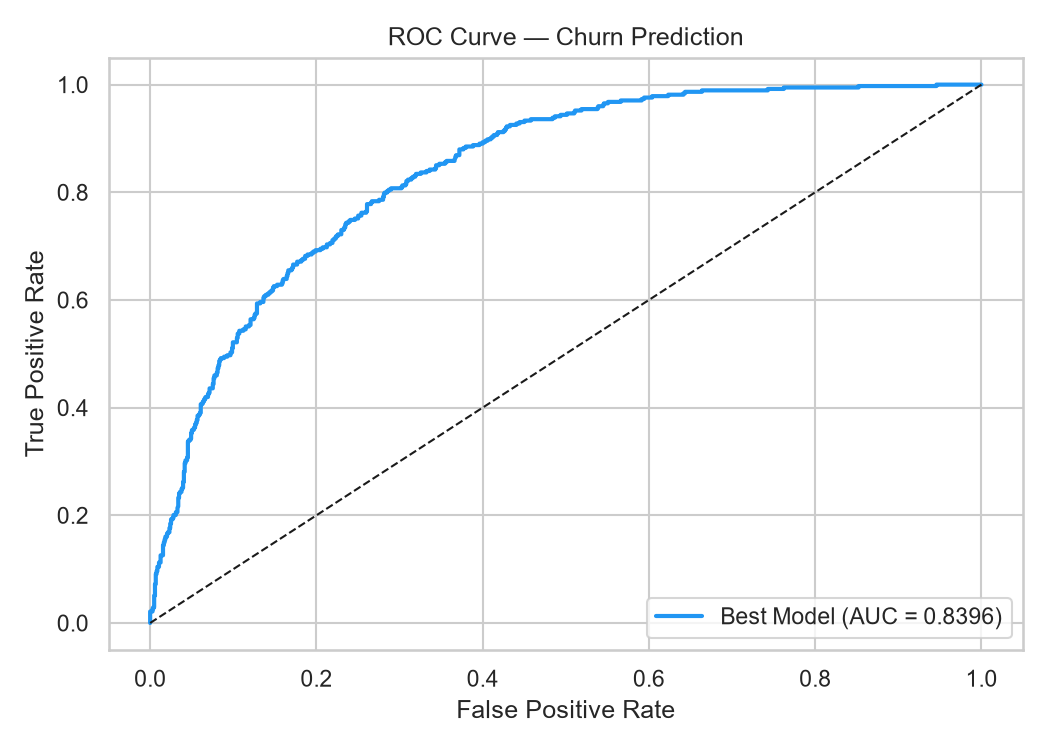 ROC Curve — Churn Prediction
True Positive Rate
1.0
0.8
0.6
0.4
0.2
0.0
Best Model (AUC = 0.8396)
0.0 0.2 0.4 0.6 0.8 1.0
False Positive Rate